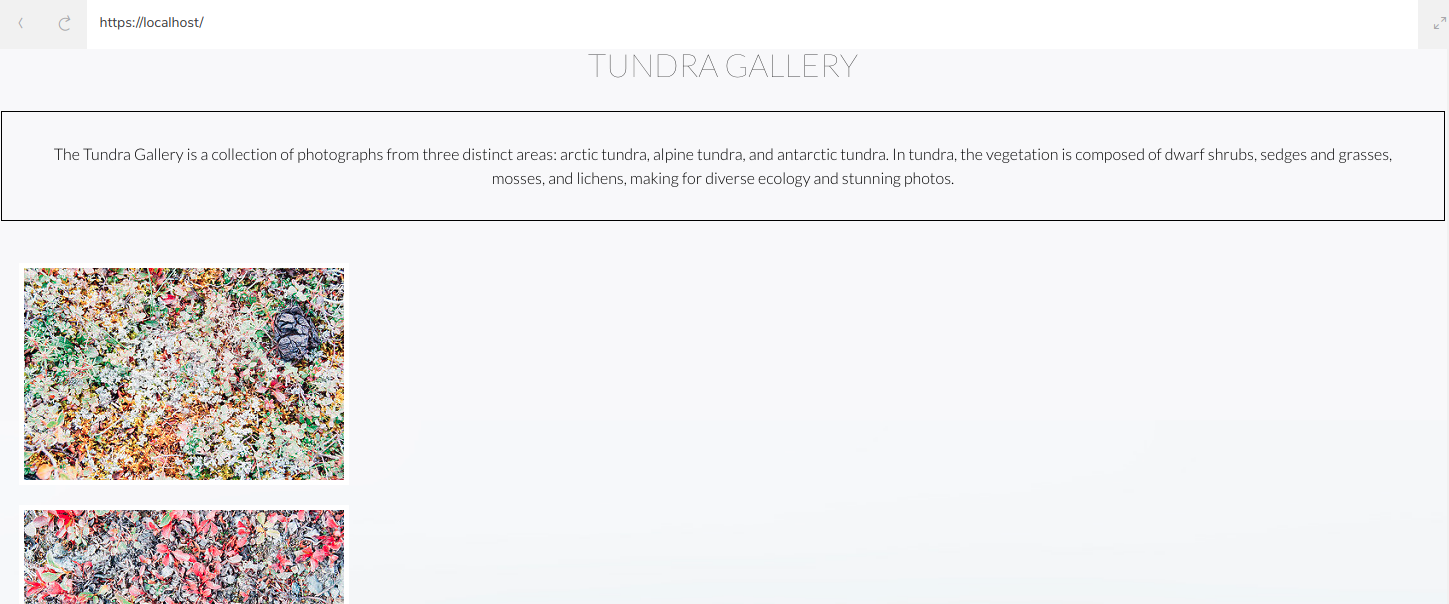 https://localhost/
TUNDRA GALLERY
The Tundra Gallery is a collection of photographs from three distinct areas: arctic tundra, alpine tundra, and antarctic tundra. In tundra, the vegetation is composed of dwarf shrubs, sedges and grasses,
mosses, and lichens, making for diverse ecology and stunning photos.